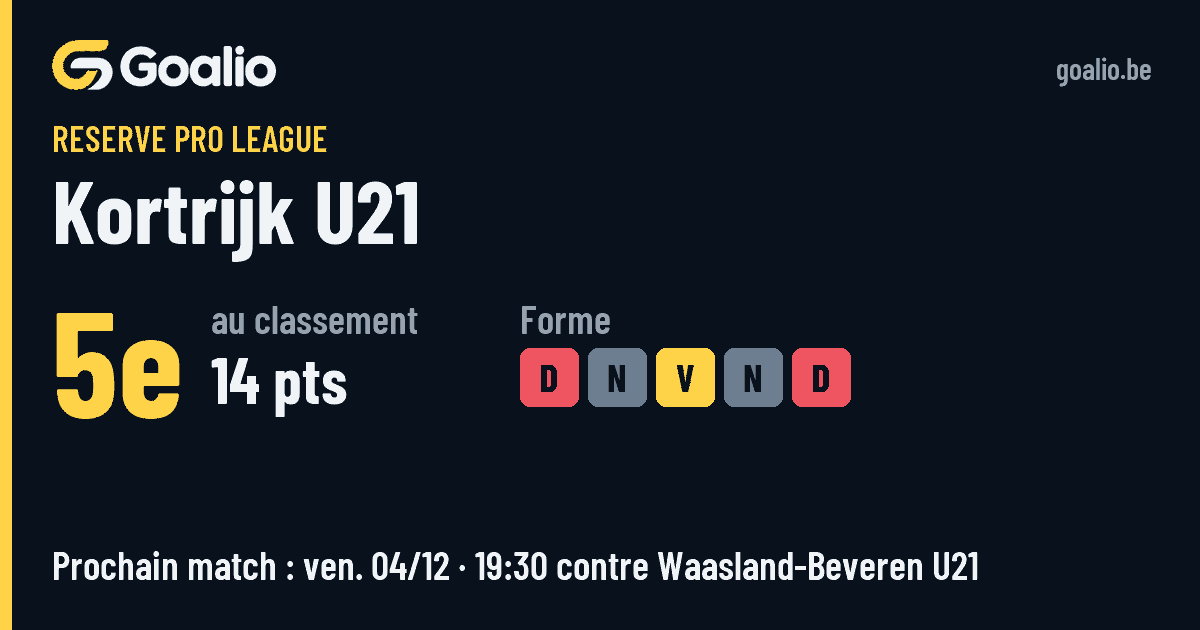 Goalio
goalio.be
RESERVE PRO LEAGUE
Kortrijk U21
5e
au classement
14 pts
Forme
D N V N D
Prochain match : ven. 04/12 · 19:30 contre Waasland-Beveren U21